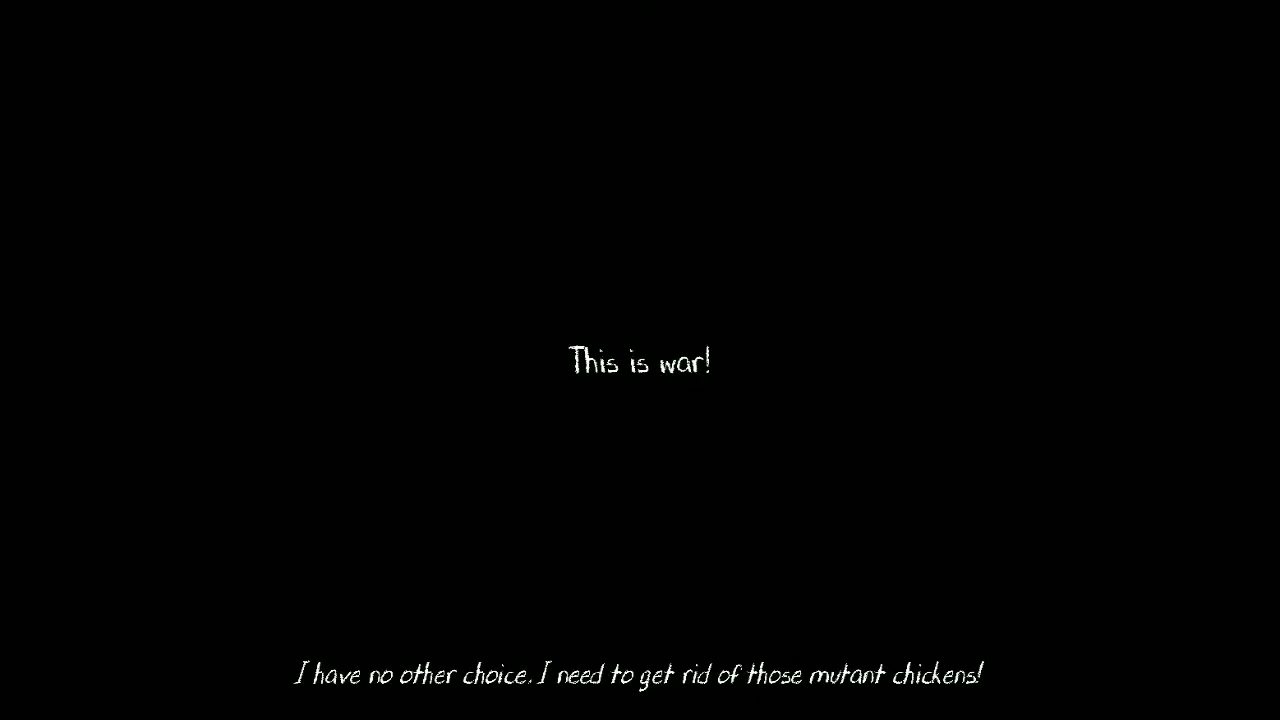 This is war!
I have no other choice. I need to get rid of those mutant chickens!